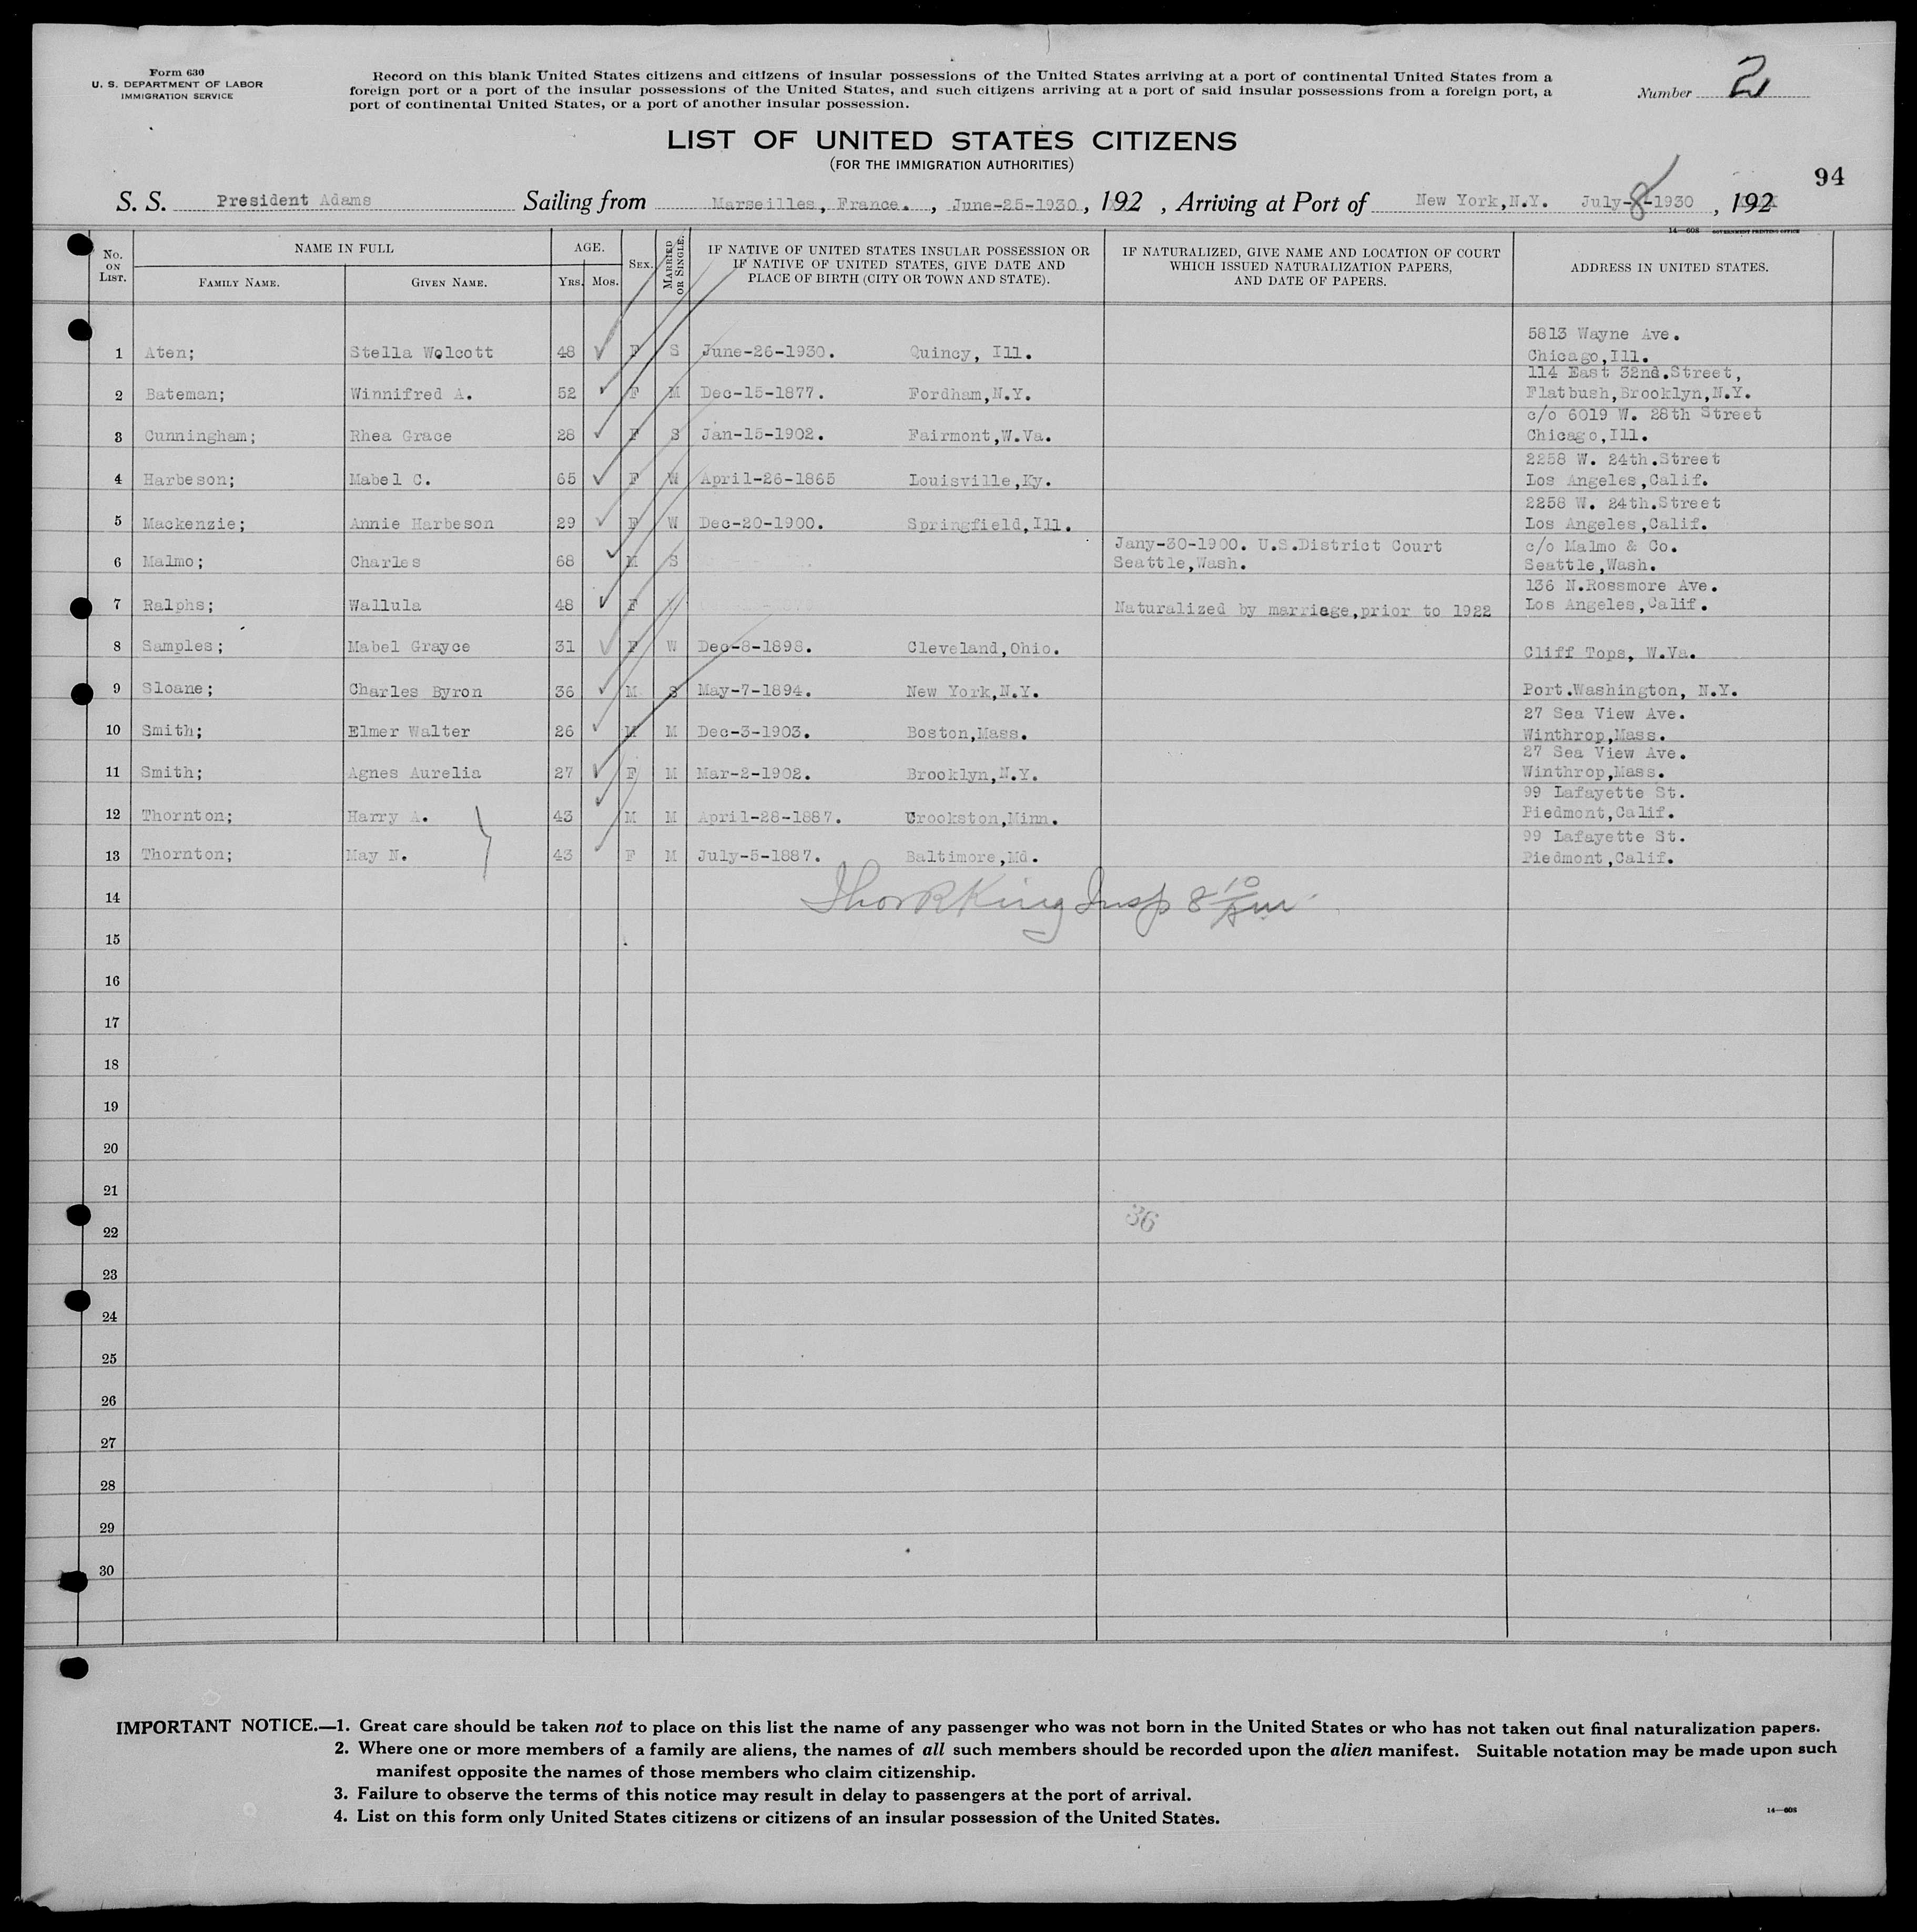 Form 630
U. S. DEPARTMENT OF LABOR
IMMIGRATION SERVICE
Record on this blank United States citizens and citizens of insular possessions of the United States arriving at a port of continental United States from a
foreign port or a port of the insular possessions of the United States, and such citizens arriving at a port of said insular possessions from a foreign port, a
port of continental United States, or a port of another insular possession.
Number 2
LIST OF UNITED STATES CITIZENS
(FOR THE IMMIGRATION AUTHORITIES)
94
S. S. President Adams Sailing from Marseilles, France. , June-25-1930 , 192 , Arriving at Port of New York,N.Y. July-8-1930 , 192
14—608 GOVERNMENT PRINTING OFFICE
No. ON LIST. NAME IN FULL AGE. SEX. MARRIED OR SINGLE. IF NATIVE OF UNITED STATES INSULAR POSSESSION OR IF NATIVE OF UNITED STATES, GIVE DATE AND PLACE OF BIRTH (CITY OR TOWN AND STATE). IF NATURALIZED, GIVE NAME AND LOCATION OF COURT WHICH ISSUED NATURALIZATION PAPERS, AND DATE OF PAPERS. ADDRESS IN UNITED STATES.
FAMILY NAME. GIVEN NAME. YRS. MOS.
5813 Wayne Ave.
1 Aten; Stella Wolcott 48 F S June-26-1930. Quincy, Ill. Chicago,Ill.
114 East 32nd.Street,
2 Bateman; Winnifred A. 52 F M Dec-15-1877. Fordham,N.Y. Flatbush,Brooklyn,N.Y.
c/o 6019 W. 28th Street
3 Cunningham; Rhea Grace 28 F S Jan-15-1902. Fairmont,W.Va. Chicago,Ill.
2258 W. 24th.Street
4 Harbeson; Mabel C. 65 F W April-26-1865 Louisville,Ky. Los Angeles,Calif.
2258 W. 24th.Street
5 Mackenzie; Annie Harbeson 29 F W Dec-20-1900. Springfield,Ill. Los Angeles,Calif.
Jany-30-1900. U.S.District Court c/o Malmo & Co.
6 Malmo; Charles 68 M S Seattle,Wash. Seattle,Wash.
136 N.Rossmore Ave.
7 Ralphs; Wallula 48 F Naturalized by marriage,prior to 1922 Los Angeles,Calif.
8 Samples; Mabel Grayce 31 F W Dec-8-1898. Cleveland,Ohio. Cliff Tops, W.Va.
9 Sloane; Charles Byron 36 M S May-7-1894. New York,N.Y. Port.Washington, N.Y.
27 Sea View Ave.
10 Smith; Elmer Walter 26 M M Dec-3-1903. Boston,Mass. Winthrop,Mass.
27 Sea View Ave.
11 Smith; Agnes Aurelia 27 F M Mar-2-1902. Brooklyn,N.Y. Winthrop,Mass.
99 Lafayette St.
12 Thornton; Harry A. 43 M M April-28-1887. Crookston,Minn. Piedmont,Calif.
99 Lafayette St.
13 Thornton; May N. 43 F M July-5-1887. Baltimore,Md. Piedmont,Calif.
14 King Insp 8
15
16
17
18
19
20
21
36
22
23
24
25
26
27
28
29
30
IMPORTANT NOTICE.—1. Great care should be taken not to place on this list the name of any passenger who was not born in the United States or who has not taken out final naturalization papers.
2. Where one or more members of a family are aliens, the names of all such members should be recorded upon the alien manifest. Suitable notation may be made upon such
manifest opposite the names of those members who claim citizenship.
3. Failure to observe the terms of this notice may result in delay to passengers at the port of arrival.
4. List on this form only United States citizens or citizens of an insular possession of the United States.
14—608